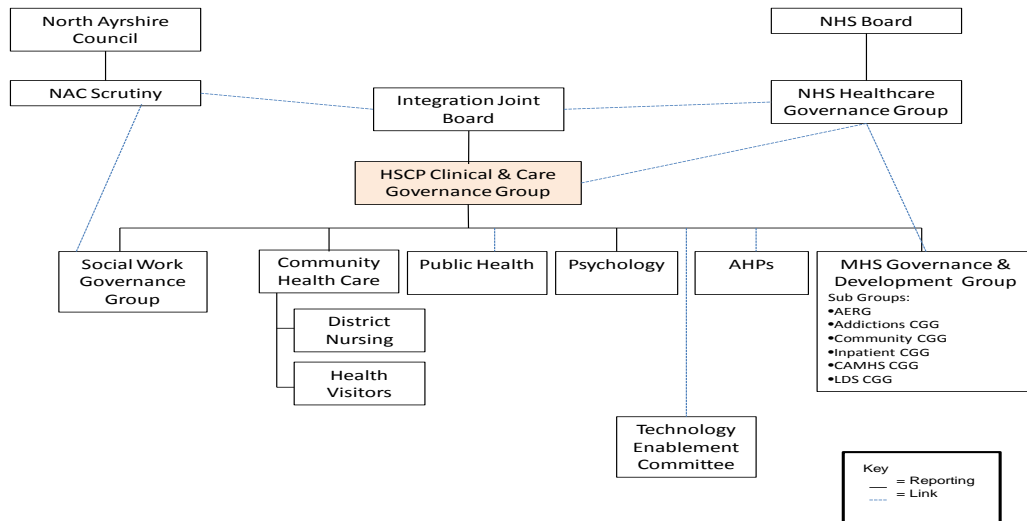 North Ayrshire
Council
NHS Board
NAC Scrutiny
Integration Joint
Board
NHS Healthcare
Governance Group
HSCP Clinical & Care
Governance Group
Social Work
Governance
Group
Community
Health Care
Public Health
Psychology
AHPs
MHS Governance &
Development Group
Sub Groups:
•AERG
•Addictions CGG
•Community CGG
•Inpatient CGG
•CAMHS CGG
•LDS CGG
District
Nursing
Health
Visitors
Technology
Enablement
Committee
Key
= Reporting
= Link